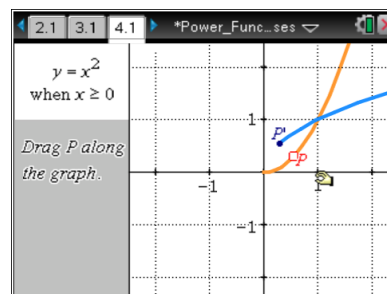 2.1 3.1 4.1 *Power_Func...ses
y = x²
when x ≥ 0
Drag P along
the graph.
1
P'
P
-1
1
-1